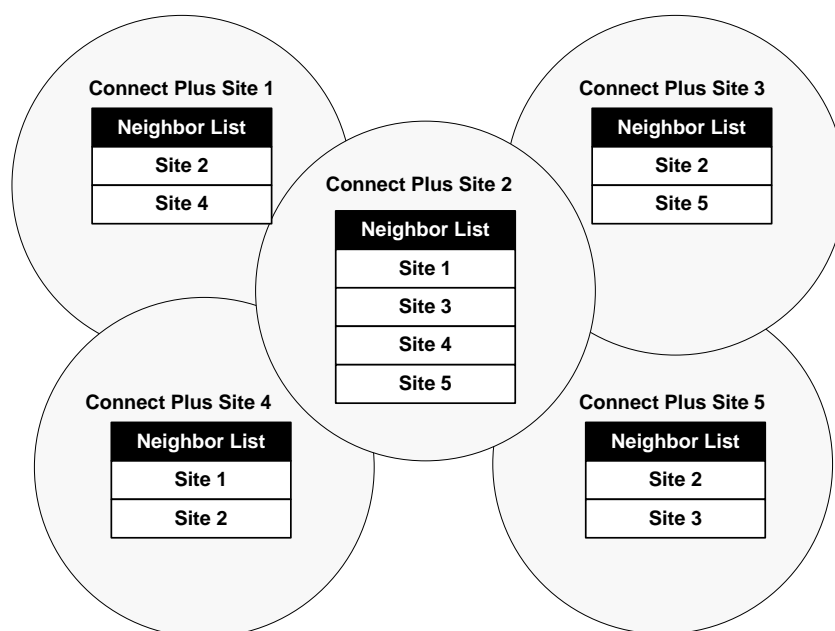 Connect Plus Site 1
Neighbor List
Site 2
Site 4
Connect Plus Site 3
Neighbor List
Site 2
Site 5
Connect Plus Site 2
Neighbor List
Site 1
Site 3
Site 4
Site 5
Connect Plus Site 4
Neighbor List
Site 1
Site 2
Connect Plus Site 5
Neighbor List
Site 2
Site 3